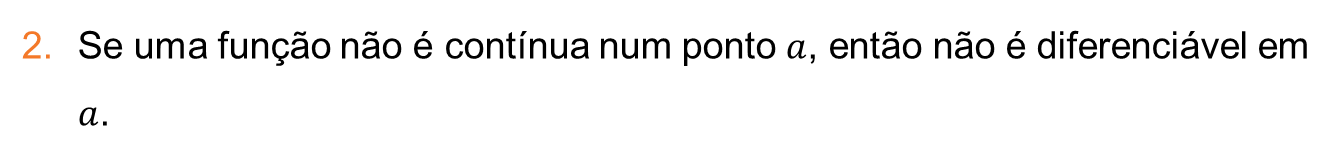 2. Se uma função não é contínua num ponto 𝑎, então não é diferenciável em
𝑎.